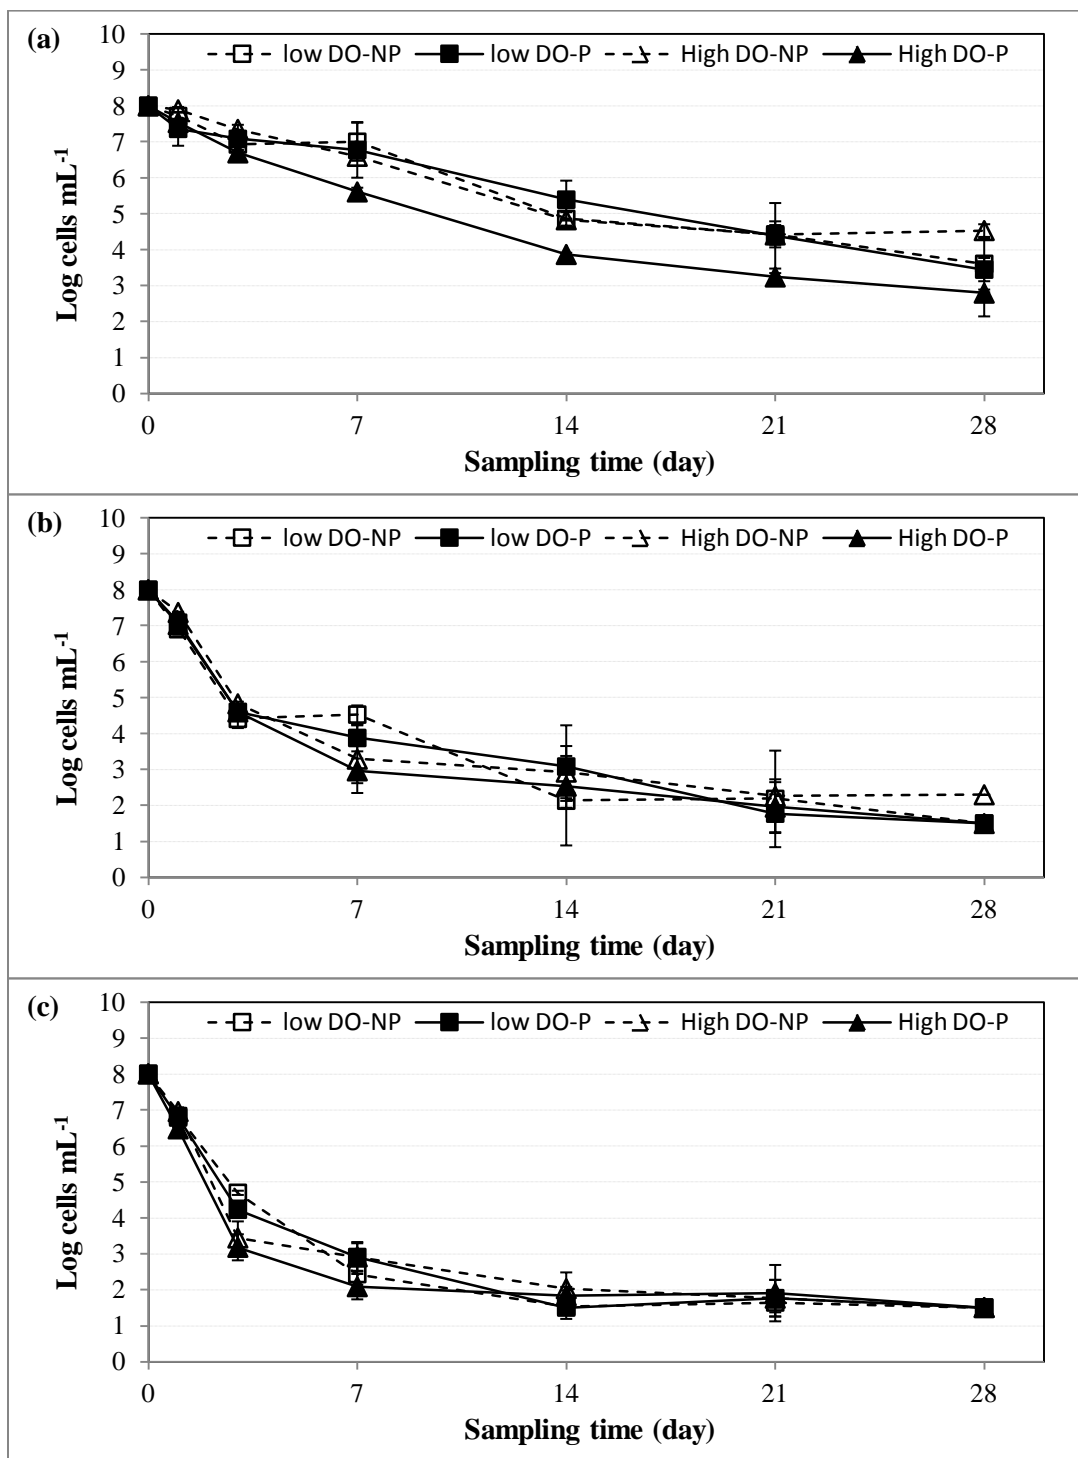 (a)
low DO-NP low DO-P High DO-NP High DO-P
10
9
8
7
6
5
4
3
2
1
0
Log cells mL-1
0 7 14 21 28
Sampling time (day)
(b)
low DO-NP low DO-P High DO-NP High DO-P
10
9
8
7
6
5
4
3
2
1
0
Log cells mL-1
0 7 14 21 28
Sampling time (day)
(c)
low DO-NP low DO-P High DO-NP High DO-P
10
9
8
7
6
5
4
3
2
1
0
Log cells mL-1
0 7 14 21 28
Sampling time (day)